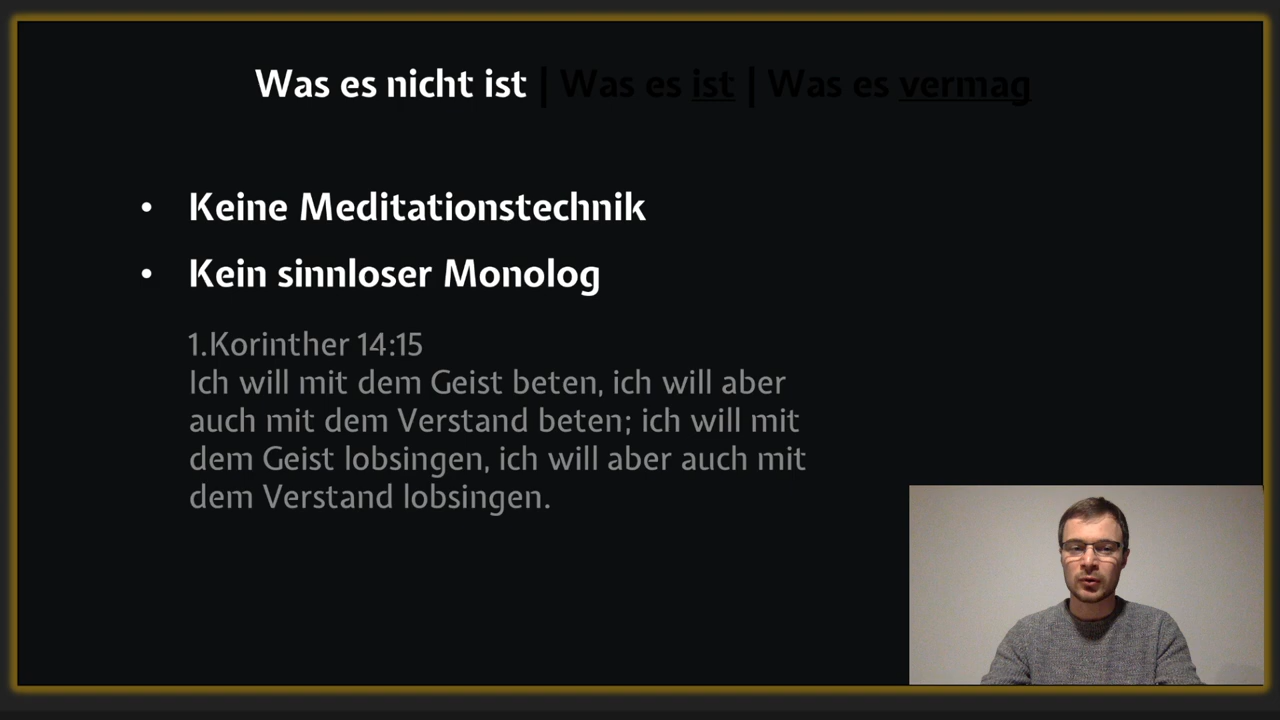 Was es nicht ist | Was es ist | Was es vermag
• Keine Meditationstechnik
• Kein sinnloser Monolog
1.Korinther 14:15
Ich will mit dem Geist beten, ich will aber
auch mit dem Verstand beten; ich will mit
dem Geist lobsingen, ich will aber auch mit
dem Verstand lobsingen.